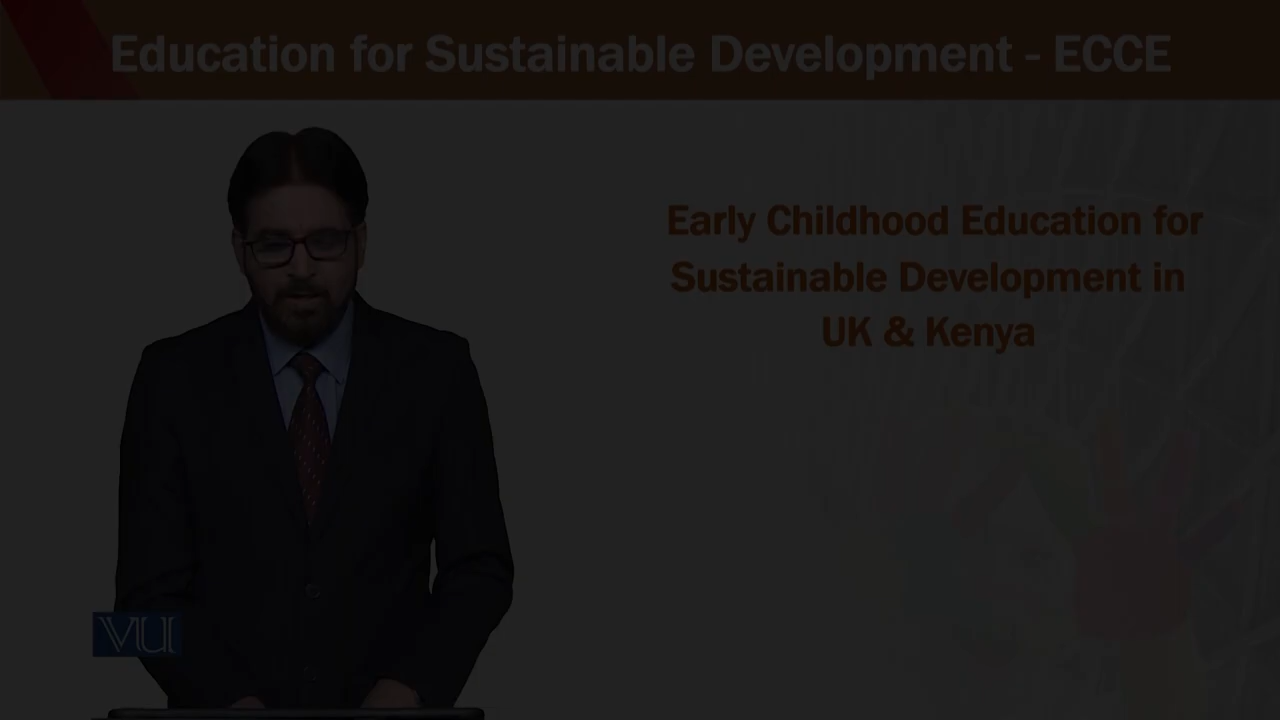 Education for Sustainable Development - ECCE
Early Childhood Education for
Sustainable Development in
UK & Kenya
VU